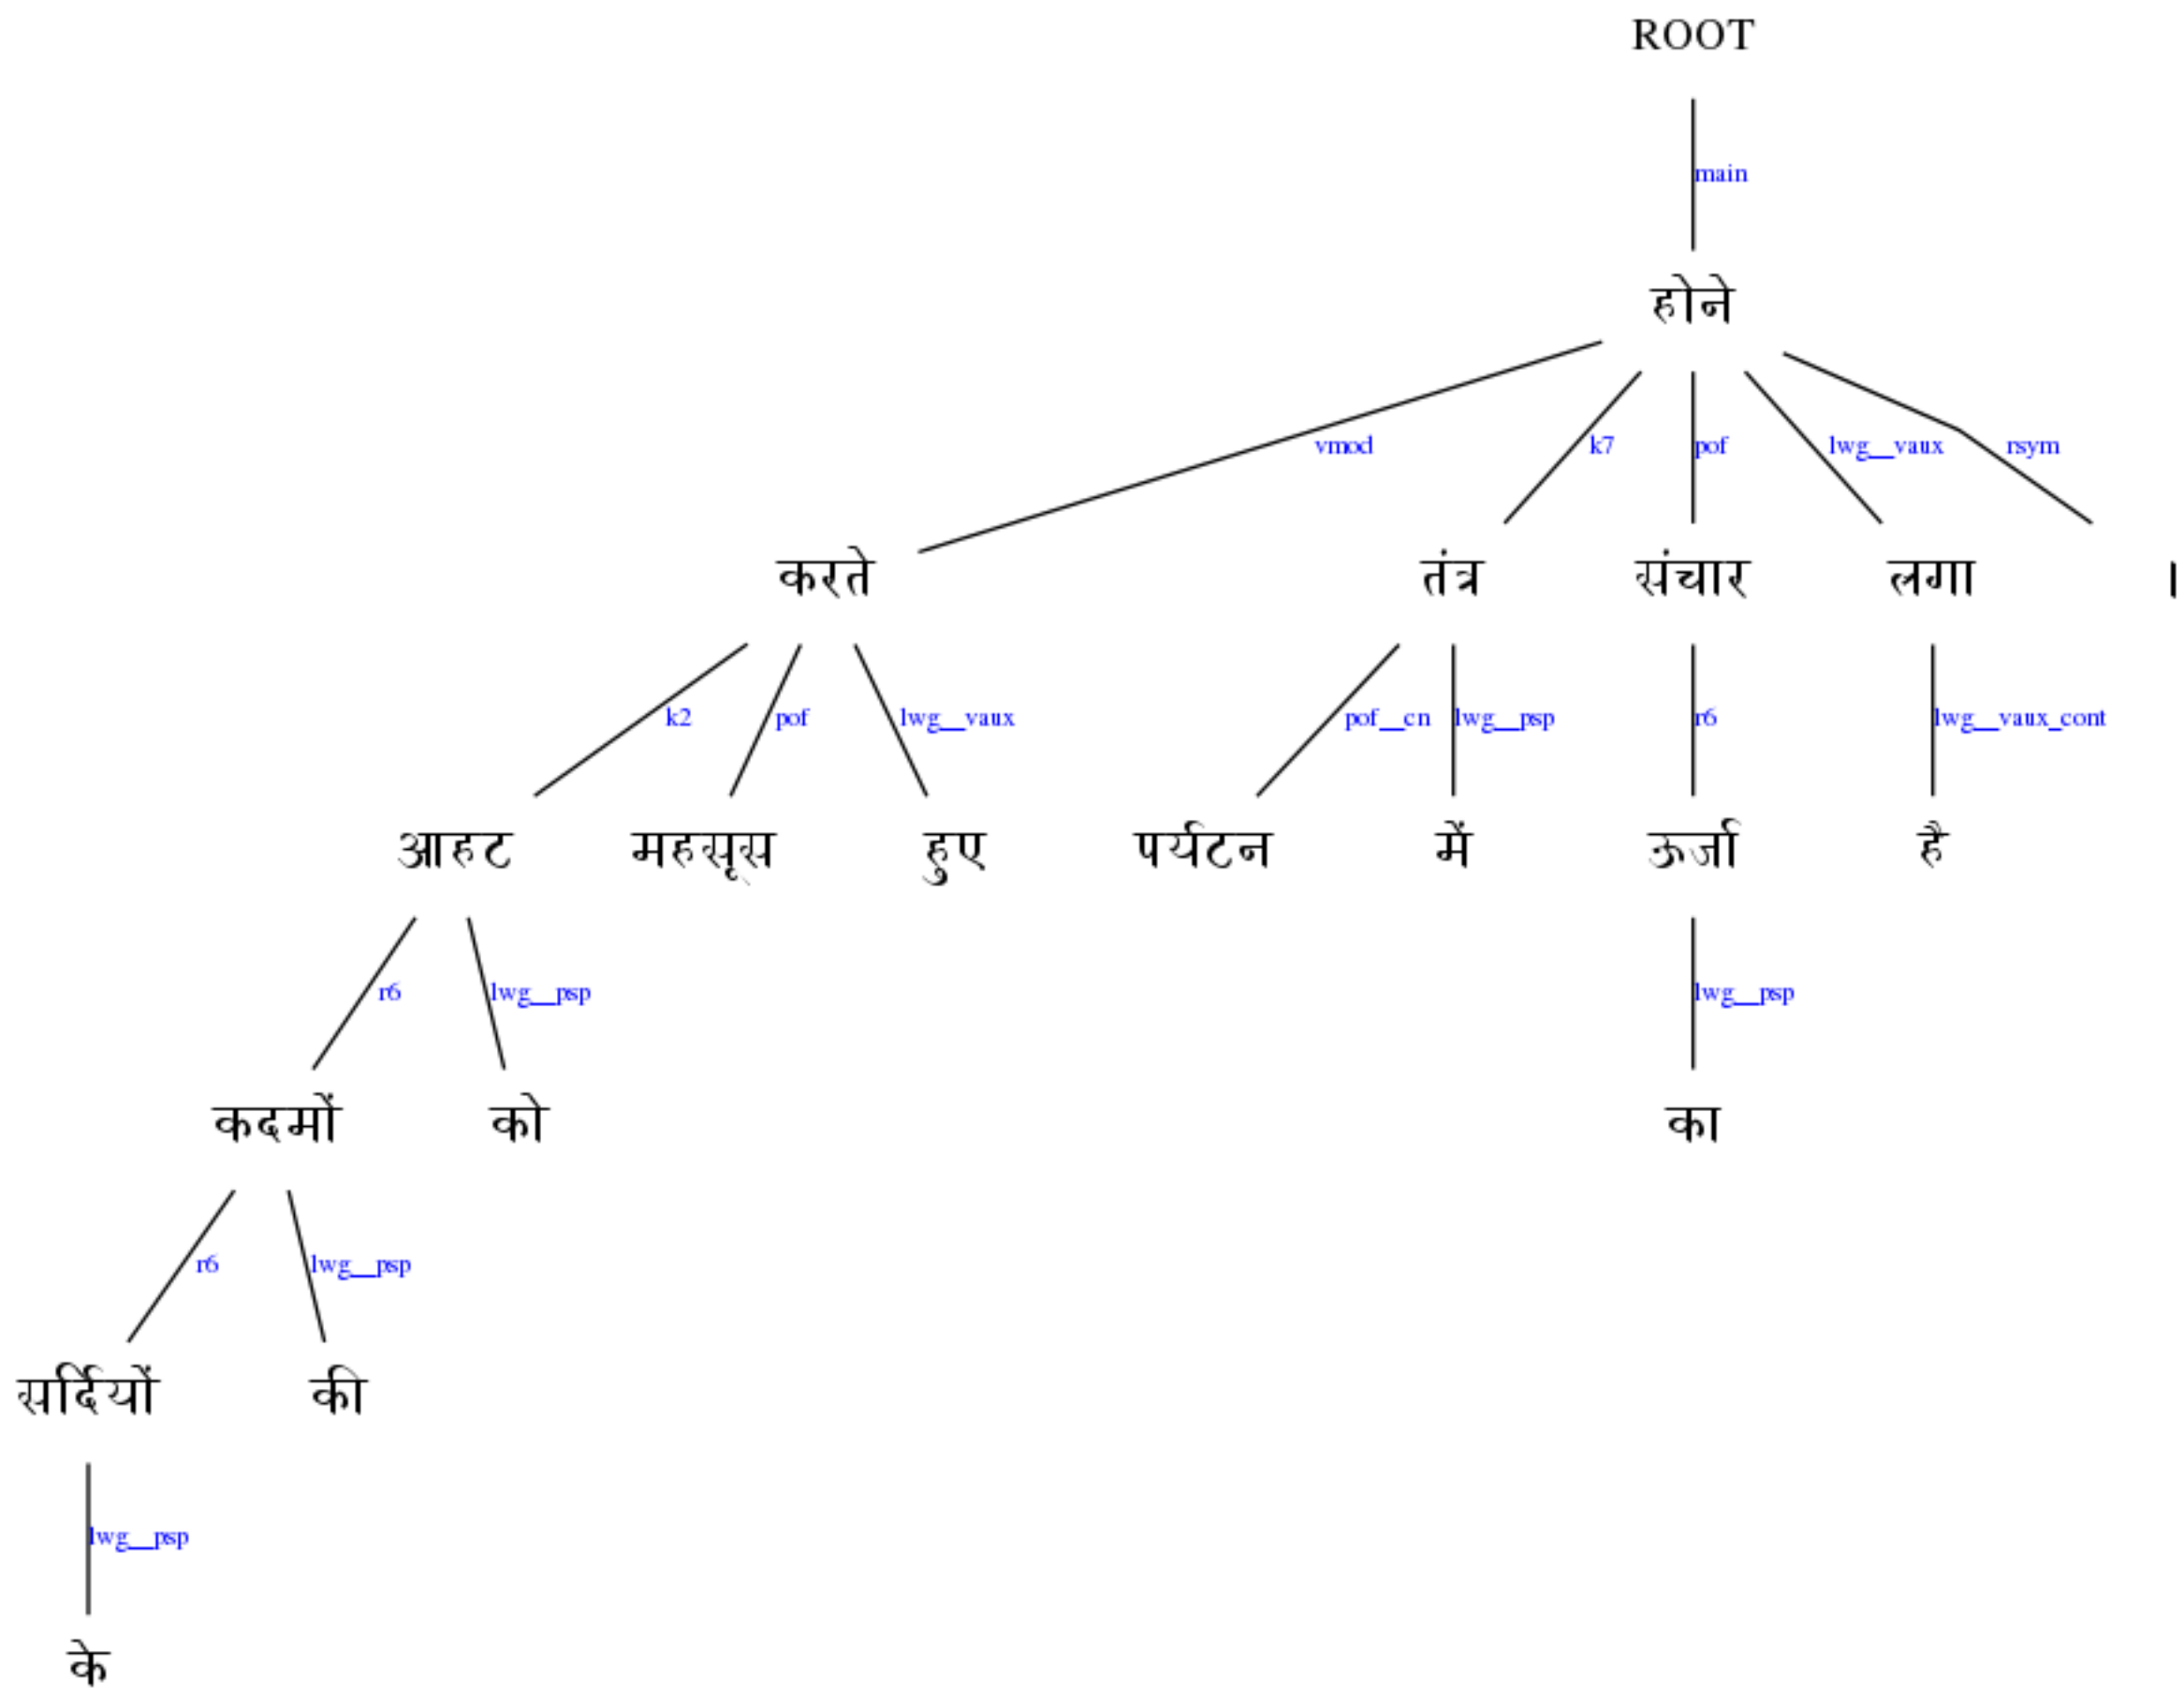 ROOT
main
होने
vmod k7 pof lwg__vaux rsym
करते तंत्र संचार लगा ।
k2 pof lwg__vaux pof__cn lwg__psp r6 lwg__vaux_cont
आहट महसूस हुए पर्यटन में ऊर्जा है
r6 lwg__psp lwg__psp
कदमों को का
r6 lwg__psp
सर्दियों की
lwg__psp
के